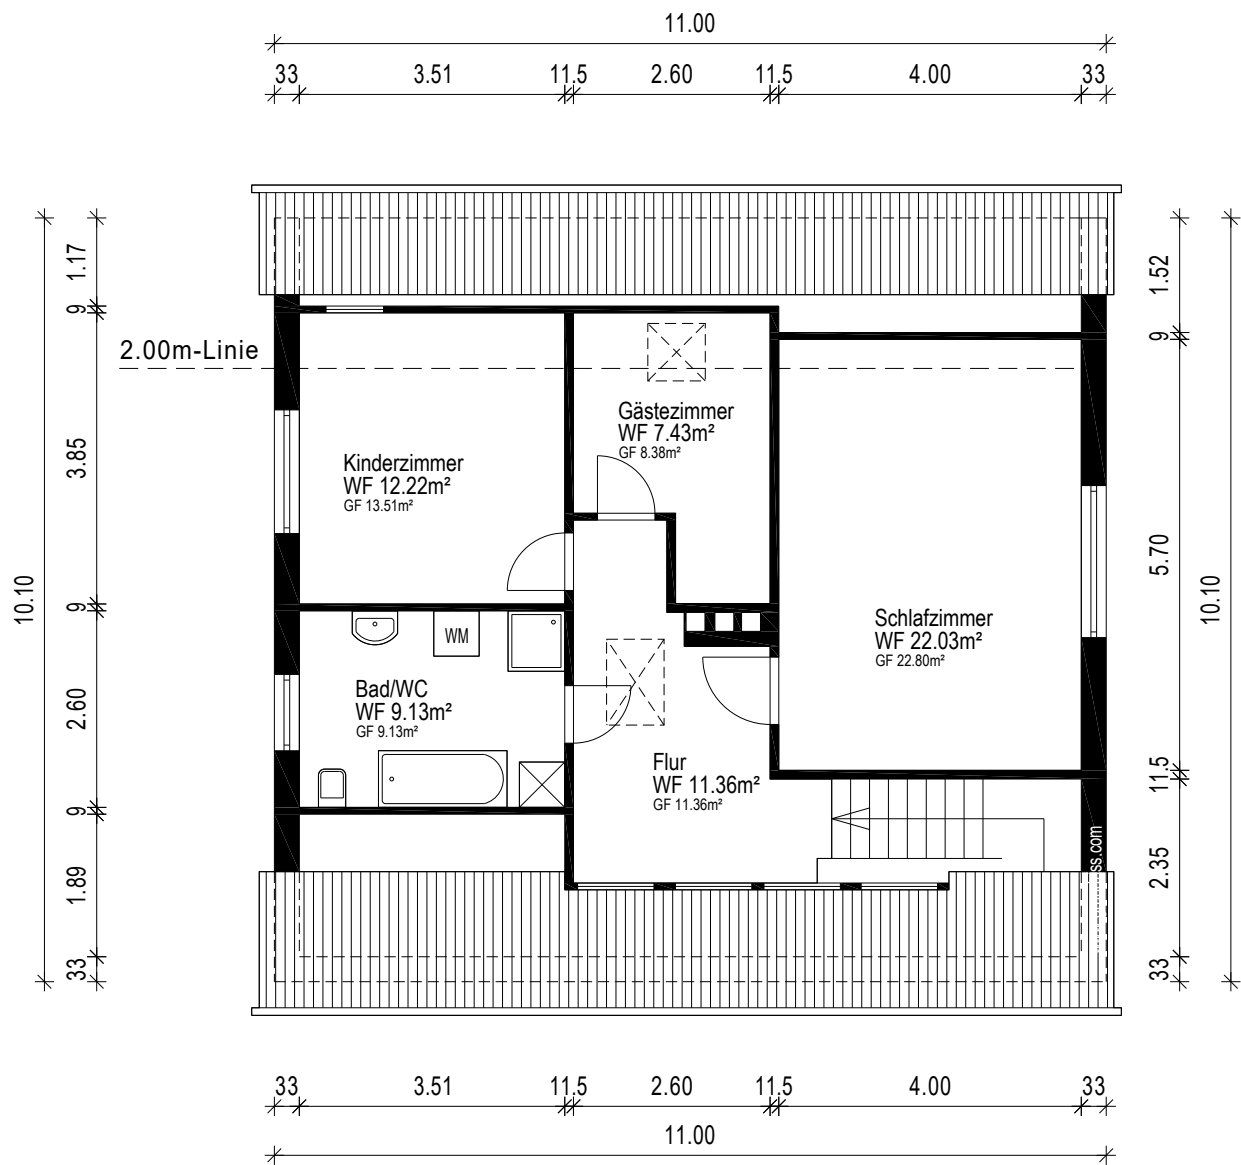 11.00
33 3.51 11.5 2.60 11.5 4.00 33
1.17
9
3.85
9
2.60
9
1.89
33
10.10
2.00m-Linie
Kinderzimmer
WF 12.22m²
GF 13.51m²
Gästezimmer
WF 7.43m²
GF 8.38m²
Schlafzimmer
WF 22.03m²
GF 22.80m²
WM
Bad/WC
WF 9.13m²
GF 9.13m²
Flur
WF 11.36m²
GF 11.36m²
1.52
9
5.70
11.5
2.35
33
10.10
33 3.51 11.5 2.60 11.5 4.00 33
11.00